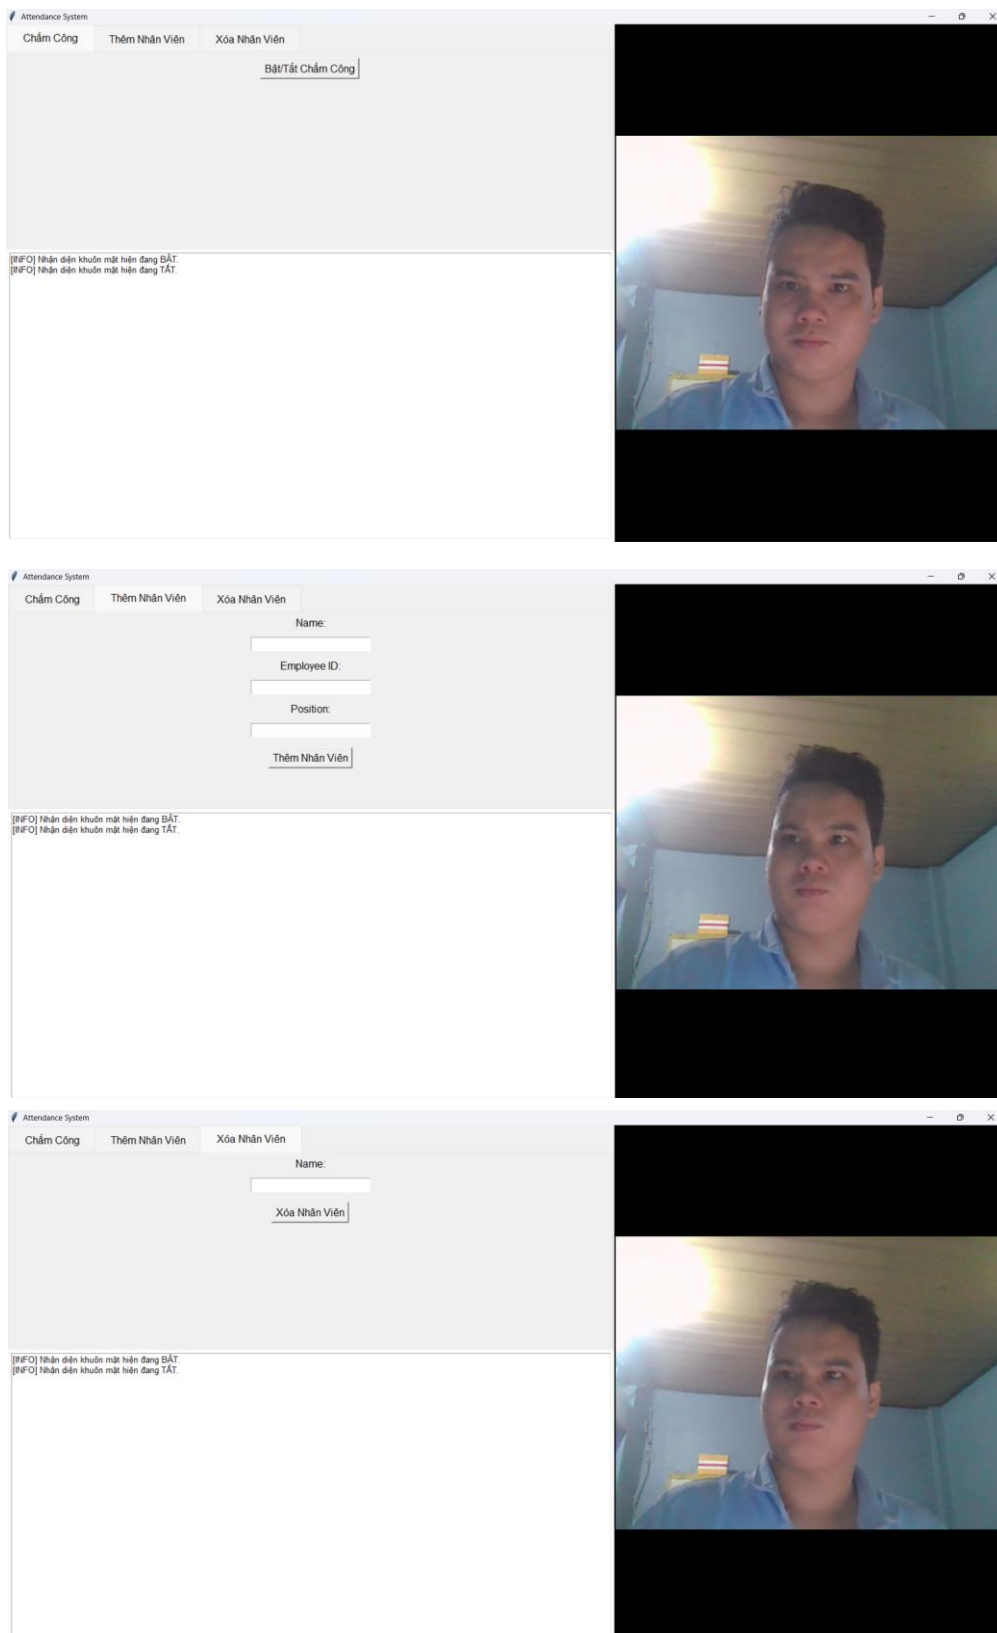 Attendance System
Chấm Công Thêm Nhân Viên Xóa Nhân Viên
Bật/Tắt Chấm Công
[INFO] Nhận diện khuôn mặt hiện đang BẬT.
[INFO] Nhận diện khuôn mặt hiện đang TẮT.
Attendance System
Chấm Công Thêm Nhân Viên Xóa Nhân Viên
Name:
Employee ID:
Position:
Thêm Nhân Viên
[INFO] Nhận diện khuôn mặt hiện đang BẬT.
[INFO] Nhận diện khuôn mặt hiện đang TẮT.
Attendance System
Chấm Công Thêm Nhân Viên Xóa Nhân Viên
Name:
Xóa Nhân Viên
[INFO] Nhận diện khuôn mặt hiện đang BẬT.
[INFO] Nhận diện khuôn mặt hiện đang TẮT.